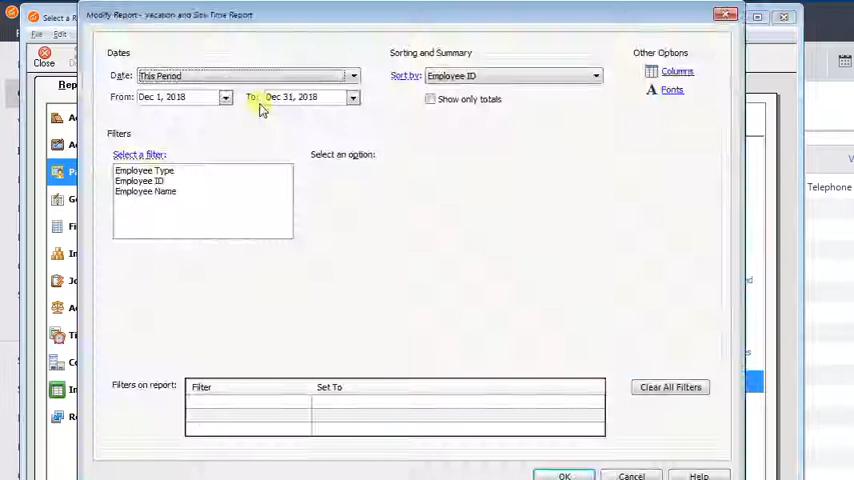 Select a R
Modify Report - Vacation and Sick Time Report
File Edit
Close
Dates
Sorting and Summary
Other Options
Date: This Period
Sort by: Employee ID
Columns
From: Dec 1, 2018 To: Dec 31, 2018
Show only totals
Fonts
Filters
Select a filter:
Select an option:
Employee Type
Employee ID
Employee Name
Telephone
Filters on report:
Filter Set To
Clear All Filters
OK Cancel Help